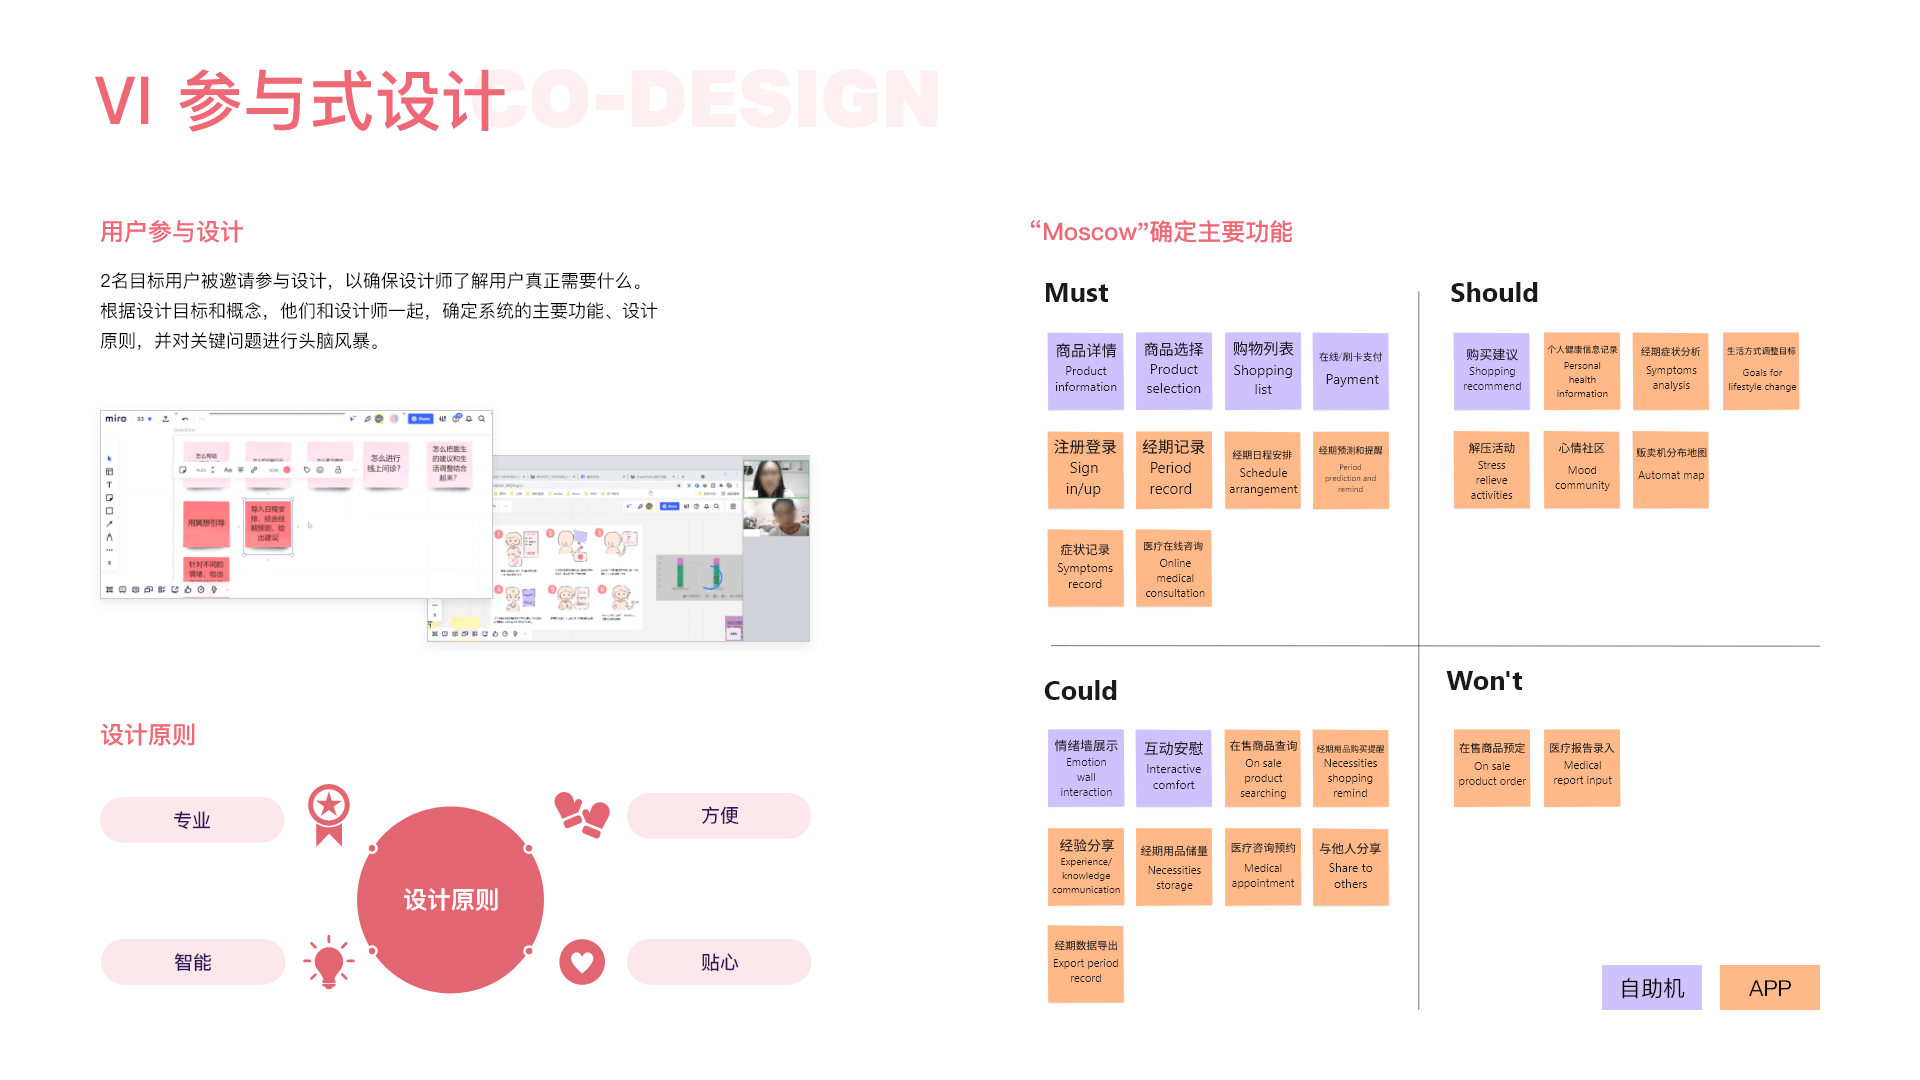 VI 参与式设计
CO-DESIGN
用户参与设计
2名目标用户被邀请参与设计，以确保设计师了解用户真正需要什么。
根据设计目标和概念，他们和设计师一起，确定系统的主要功能、设计
原则，并对关键问题进行头脑风暴。
miro
怎么进行
线上问诊？
怎么把医生
的建议和生
活调整结合
起来？
用冥想引导
导入日程安
排，结合经
期预测，给
出建议
针对不同的
情绪，给出
设计原则
专业
方便
设计原则
智能
贴心
“Moscow”确定主要功能
Must
商品详情
Product
information
商品选择
Product
selection
购物列表
Shopping
list
在线/刷卡支付
Payment
注册登录
Sign
in/up
经期记录
Period
record
经期日程安排
Schedule
arrangement
经期预测和提醒
Period
prediction and
remind
症状记录
Symptoms
record
医疗在线咨询
Online
medical
consultation
Should
购买建议
Shopping
recommend
个人健康信息记录
Personal
health
information
经期症状分析
Symptoms
analysis
生活方式调整目标
Goals for
lifestyle change
解压活动
Stress
relieve
activities
心情社区
Mood
community
贩卖机分布地图
Automat map
Could
情绪墙展示
Emotion
wall
interaction
互动安慰
Interactive
comfort
在售商品查询
On sale
product
searching
经期用品购买提醒
Necessities
shopping
remind
经验分享
Experience/
knowledge
communication
经期用品储量
Necessities
storage
医疗咨询预约
Medical
appointment
与他人分享
Share to
others
经期数据导出
Export period
record
Won't
在售商品预定
On sale
product order
医疗报告录入
Medical
report input
自助机
APP